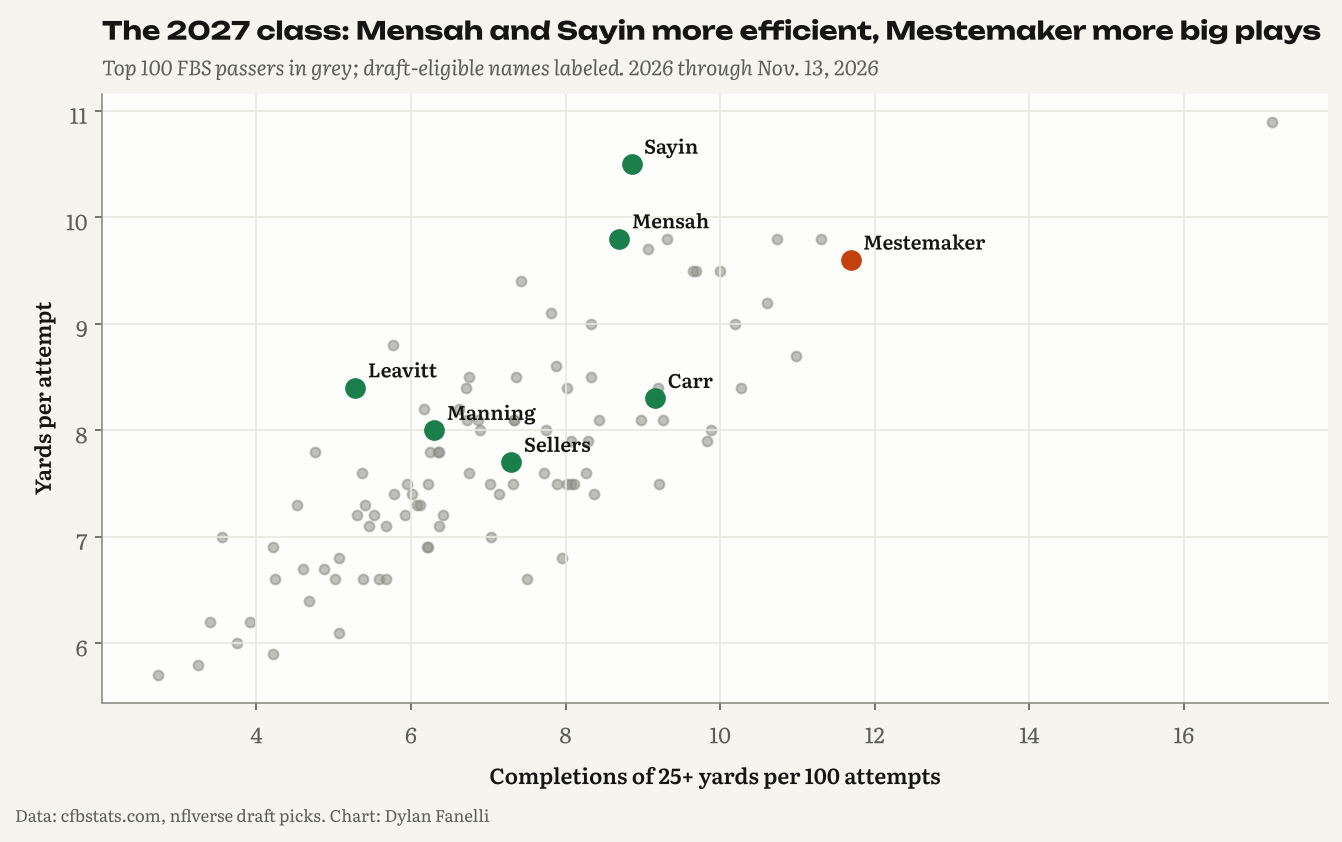 The 2027 class: Mensah and Sayin more efficient, Mestemaker more big plays
Top 100 FBS passers in grey; draft-eligible names labeled. 2026 through Nov. 13, 2026
11
10
9
8
7
6
Yards per attempt
Sayin
Mensah
Mestemaker
Leavitt
Carr
Manning
Sellers
4
6
8
10
12
14
16
Completions of 25+ yards per 100 attempts
Data: cfbstats.com, nflverse draft picks. Chart: Dylan Fanelli